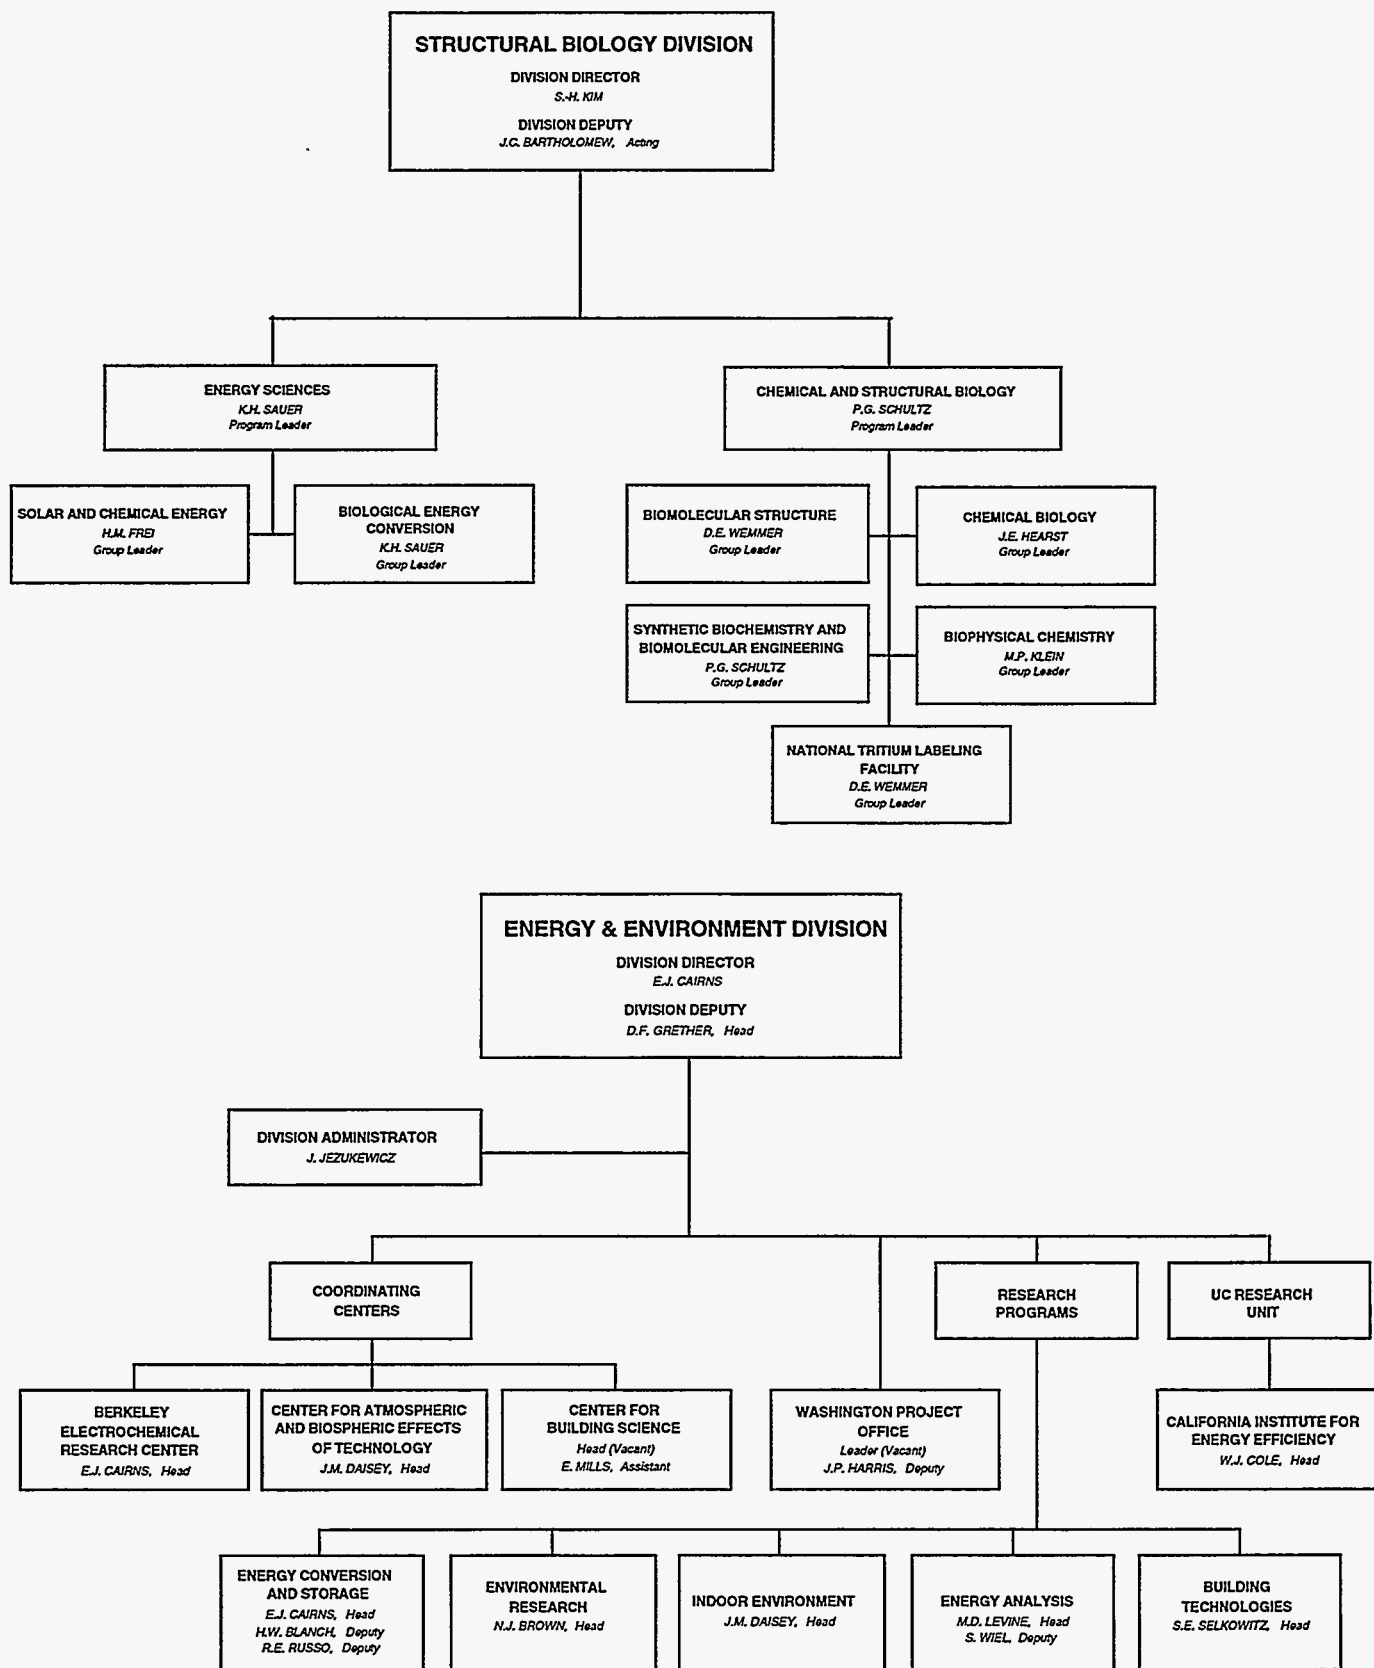 STRUCTURAL BIOLOGY DIVISION
DIVISION DIRECTOR
S.-H. KIM
DIVISION DEPUTY
J.C. BARTHOLOMEW, Acting
ENERGY SCIENCES
K.H. SAUER
Program Leader
CHEMICAL AND STRUCTURAL BIOLOGY
P.G. SCHULTZ
Program Leader
SOLAR AND CHEMICAL ENERGY
H.M. FREI
Group Leader
BIOLOGICAL ENERGY
CONVERSION
K.H. SAUER
Group Leader
BIOMOLECULAR STRUCTURE
D.E. WEMMER
Group Leader
CHEMICAL BIOLOGY
J.E. HEARST
Group Leader
SYNTHETIC BIOCHEMISTRY AND
BIOMOLECULAR ENGINEERING
P.G. SCHULTZ
Group Leader
BIOPHYSICAL CHEMISTRY
M.P. KLEIN
Group Leader
NATIONAL TRITIUM LABELING
FACILITY
D.E. WEMMER
Group Leader
ENERGY & ENVIRONMENT DIVISION
DIVISION DIRECTOR
E.J. CAIRNS
DIVISION DEPUTY
D.F. GRETHER, Head
DIVISION ADMINISTRATOR
J. JEZUKEWICZ
COORDINATING
CENTERS
RESEARCH
PROGRAMS
UC RESEARCH
UNIT
BERKELEY
ELECTROCHEMICAL
RESEARCH CENTER
E.J. CAIRNS, Head
CENTER FOR ATMOSPHERIC
AND BIOSPHERIC EFFECTS
OF TECHNOLOGY
J.M. DAISEY, Head
CENTER FOR
BUILDING SCIENCE
Head (Vacant)
E. MILLS, Assistant
WASHINGTON PROJECT
OFFICE
Leader (Vacant)
J.P. HARRIS, Deputy
CALIFORNIA INSTITUTE FOR
ENERGY EFFICIENCY
W.J. COLE, Head
ENERGY CONVERSION
AND STORAGE
E.J. CAIRNS, Head
H.W. BLANCH, Deputy
R.E. RUSSO, Deputy
ENVIRONMENTAL
RESEARCH
N.J. BROWN, Head
INDOOR ENVIRONMENT
J.M. DAISEY, Head
ENERGY ANALYSIS
M.D. LEVINE, Head
S. WIEL, Deputy
BUILDING
TECHNOLOGIES
S.E. SELKOWITZ, Head